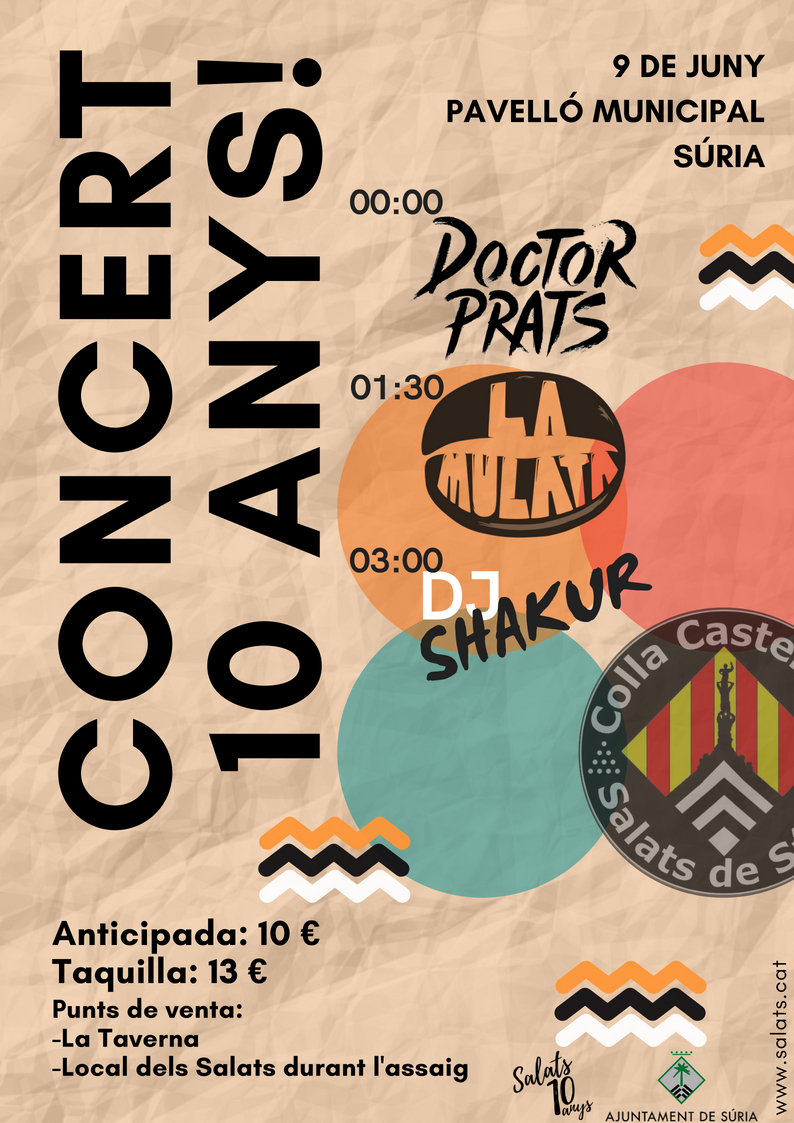 CONCERT
10 ANYS!
9 DE JUNY
PAVELLÓ MUNICIPAL
SÚRIA
00:00
DOCTOR
PRATS
01:30
LA
MULATA
03:00
DJ
SHAKUR
Colla Caste
Salats de S
Anticipada: 10 €
Taquilla: 13 €
Punts de venta:
-La Taverna
-Local dels Salats durant l'assaig
Salats
10
anys
AJUNTAMENT DE SÚRIA
www.salats.cat